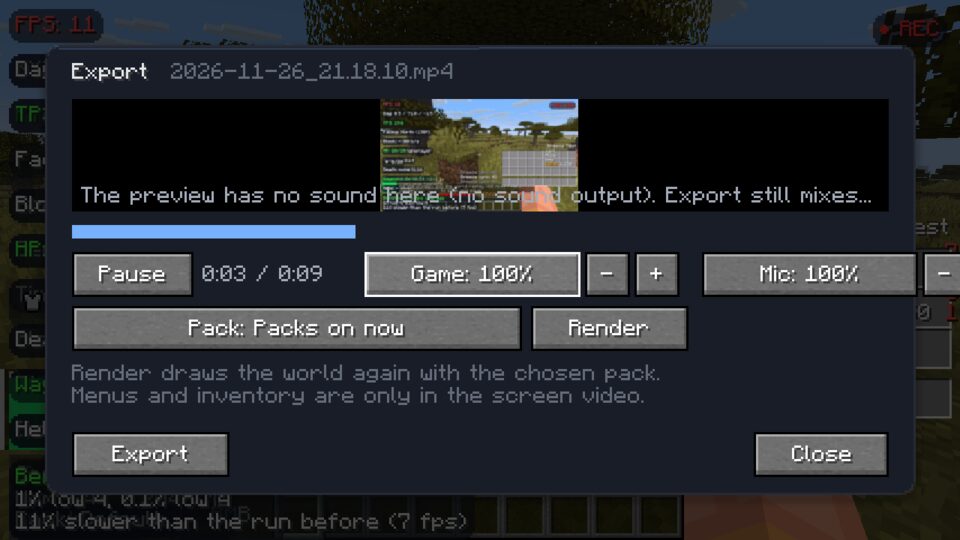 FPS: 11
REC
Export 2026-11-26_21.18.10.mp4
The preview has no sound here (no sound output). Export still mixes...
Pause 0:03 / 0:09 Game: 100% - + Mic: 100% -
Pack: Packs on now Render
Render draws the world again with the chosen pack.
Menus and inventory are only in the screen video.
Export Close
1% low 4, 0.1% low 4
11% slower than the run before (7 fps)